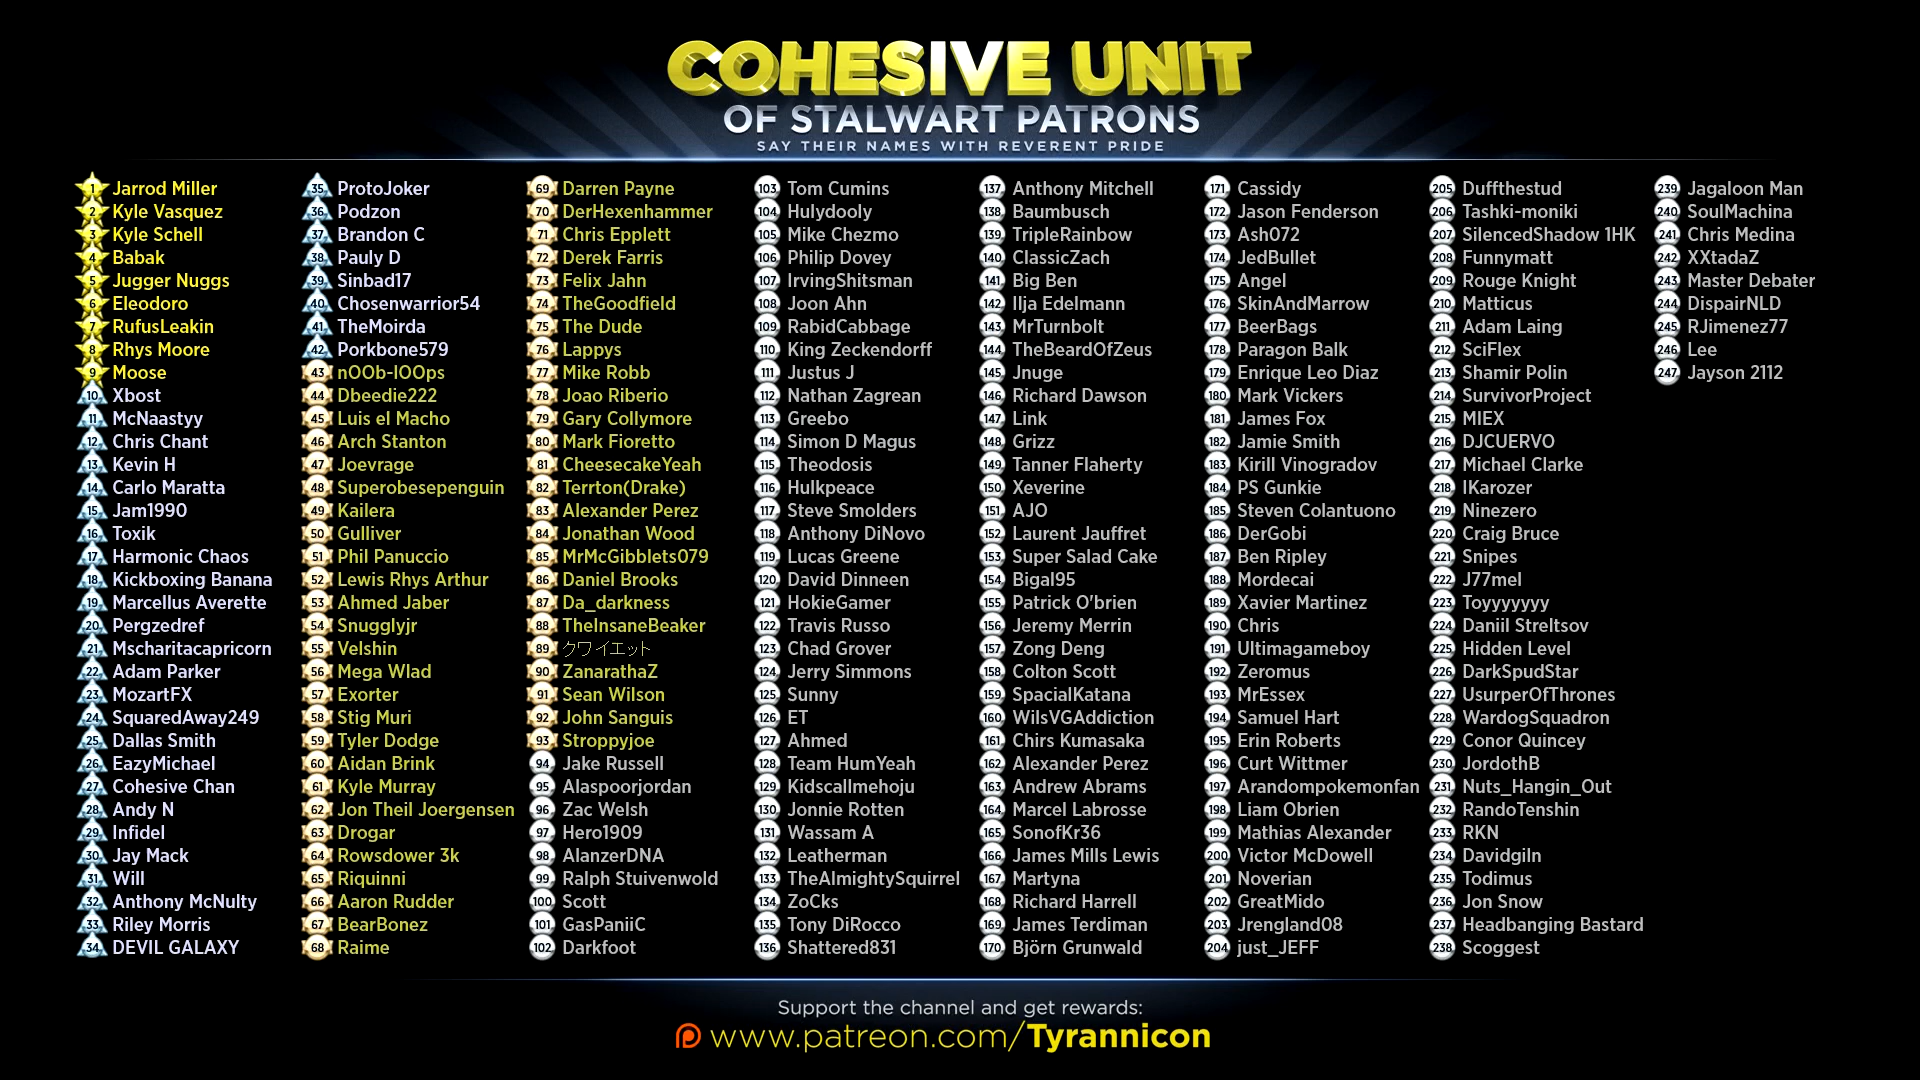 COHESIVE UNIT
OF STALWART PATRONS
SAY THEIR NAMES WITH REVERENT PRIDE
1 Jarrod Miller
2 Kyle Vasquez
3 Kyle Schell
4 Babak
5 Jugger Nuggs
6 Eleodoro
7 RufusLeakin
8 Rhys Moore
9 Moose
10 Xbost
11 McNaastyy
12 Chris Chant
13 Kevin H
14 Carlo Maratta
15 Jam1990
16 Toxik
17 Harmonic Chaos
18 Kickboxing Banana
19 Marcellus Averette
20 Pergzedref
21 Mscharitacapricorn
22 Adam Parker
23 MozartFX
24 SquaredAway249
25 Dallas Smith
26 EazyMichael
27 Cohesive Chan
28 Andy N
29 Infidel
30 Jay Mack
31 Will
32 Anthony McNulty
33 Riley Morris
34 DEVIL GALAXY
35 ProtoJoker
36 Podzon
37 Brandon C
38 Pauly D
39 Sinbad17
40 Chosenwarrior54
41 TheMoirda
42 Porkbone579
43 nOOb-lOOps
44 Dbeedie222
45 Luis el Macho
46 Arch Stanton
47 Joevrage
48 Superobesepenguin
49 Kailera
50 Gulliver
51 Phil Panuccio
52 Lewis Rhys Arthur
53 Ahmed Jaber
54 Snugglyjr
55 Velshin
56 Mega Wlad
57 Exorter
58 Stig Muri
59 Tyler Dodge
60 Aidan Brink
61 Kyle Murray
62 Jon Theil Joergensen
63 Drogar
64 Rowsdower 3k
65 Riquinni
66 Aaron Rudder
67 BearBonez
68 Raime
69 Darren Payne
70 DerHexenhammer
71 Chris Epplett
72 Derek Farris
73 Felix Jahn
74 TheGoodfield
75 The Dude
76 Lappys
77 Mike Robb
78 Joao Riberio
79 Gary Collymore
80 Mark Fioretto
81 CheesecakeYeah
82 Terrton(Drake)
83 Alexander Perez
84 Jonathan Wood
85 MrMcGibblets079
86 Daniel Brooks
87 Da_darkness
88 TheInsaneBeaker
89 クワイエット
90 ZanarathaZ
91 Sean Wilson
92 John Sanguis
93 Stroppyjoe
94 Jake Russell
95 Alaspoorjordan
96 Zac Welsh
97 Hero1909
98 AlanzerDNA
99 Ralph Stuivenwold
100 Scott
101 GasPaniiC
102 Darkfoot
103 Tom Cumins
104 Hulydooly
105 Mike Chezmo
106 Philip Dovey
107 IrvingShitsman
108 Joon Ahn
109 RabidCabbage
110 King Zeckendorff
111 Justus J
112 Nathan Zagrean
113 Greebo
114 Simon D Magus
115 Theodosis
116 Hulkpeace
117 Steve Smolders
118 Anthony DiNovo
119 Lucas Greene
120 David Dinneen
121 HokieGamer
122 Travis Russo
123 Chad Grover
124 Jerry Simmons
125 Sunny
126 ET
127 Ahmed
128 Team HumYeah
129 Kidscallmehoju
130 Jonnie Rotten
131 Wassam A
132 Leatherman
133 TheAlmightySquirrel
134 ZoCks
135 Tony DiRocco
136 Shattered831
137 Anthony Mitchell
138 Baumbusch
139 TripleRainbow
140 ClassicZach
141 Big Ben
142 Ilja Edelmann
143 MrTurnbolt
144 TheBeardOfZeus
145 Jnuge
146 Richard Dawson
147 Link
148 Grizz
149 Tanner Flaherty
150 Xeverine
151 AJO
152 Laurent Jauffret
153 Super Salad Cake
154 Bigal95
155 Patrick O'brien
156 Jeremy Merrin
157 Zong Deng
158 Colton Scott
159 SpacialKatana
160 WilsVGAddiction
161 Chirs Kumasaka
162 Alexander Perez
163 Andrew Abrams
164 Marcel Labrosse
165 SonofKr36
166 James Mills Lewis
167 Martyna
168 Richard Harrell
169 James Terdiman
170 Björn Grunwald
171 Cassidy
172 Jason Fenderson
173 Ash072
174 JedBullet
175 Angel
176 SkinAndMarrow
177 BeerBags
178 Paragon Balk
179 Enrique Leo Diaz
180 Mark Vickers
181 James Fox
182 Jamie Smith
183 Kirill Vinogradov
184 PS Gunkie
185 Steven Colantuono
186 DerGobi
187 Ben Ripley
188 Mordecai
189 Xavier Martinez
190 Chris
191 Ultimagameboy
192 Zeromus
193 MrEssex
194 Samuel Hart
195 Erin Roberts
196 Curt Wittmer
197 Arandompokemonfan
198 Liam Obrien
199 Mathias Alexander
200 Victor McDowell
201 Noverian
202 GreatMido
203 Jrengland08
204 just_JEFF
205 Duffthestud
206 Tashki-moniki
207 SilencedShadow 1HK
208 Funnymatt
209 Rouge Knight
210 Matticus
211 Adam Laing
212 SciFlex
213 Shamir Polin
214 SurvivorProject
215 MIEX
216 DJCUERVO
217 Michael Clarke
218 IKarozer
219 Ninezero
220 Craig Bruce
221 Snipes
222 J77mel
223 Toyyyyyyy
224 Daniil Streltsov
225 Hidden Level
226 DarkSpudStar
227 UsurperOfThrones
228 WardogSquadron
229 Conor Quincey
230 JordothB
231 Nuts_Hangin_Out
232 RandoTenshin
233 RKN
234 Davidgiln
235 Todimus
236 Jon Snow
237 Headbanging Bastard
238 Scoggest
239 Jagaloon Man
240 SoulMachina
241 Chris Medina
242 XXtadaZ
243 Master Debater
244 DispairNLD
245 RJimenez77
246 Lee
247 Jayson 2112
Support the channel and get rewards:
www.patreon.com/Tyrannicon